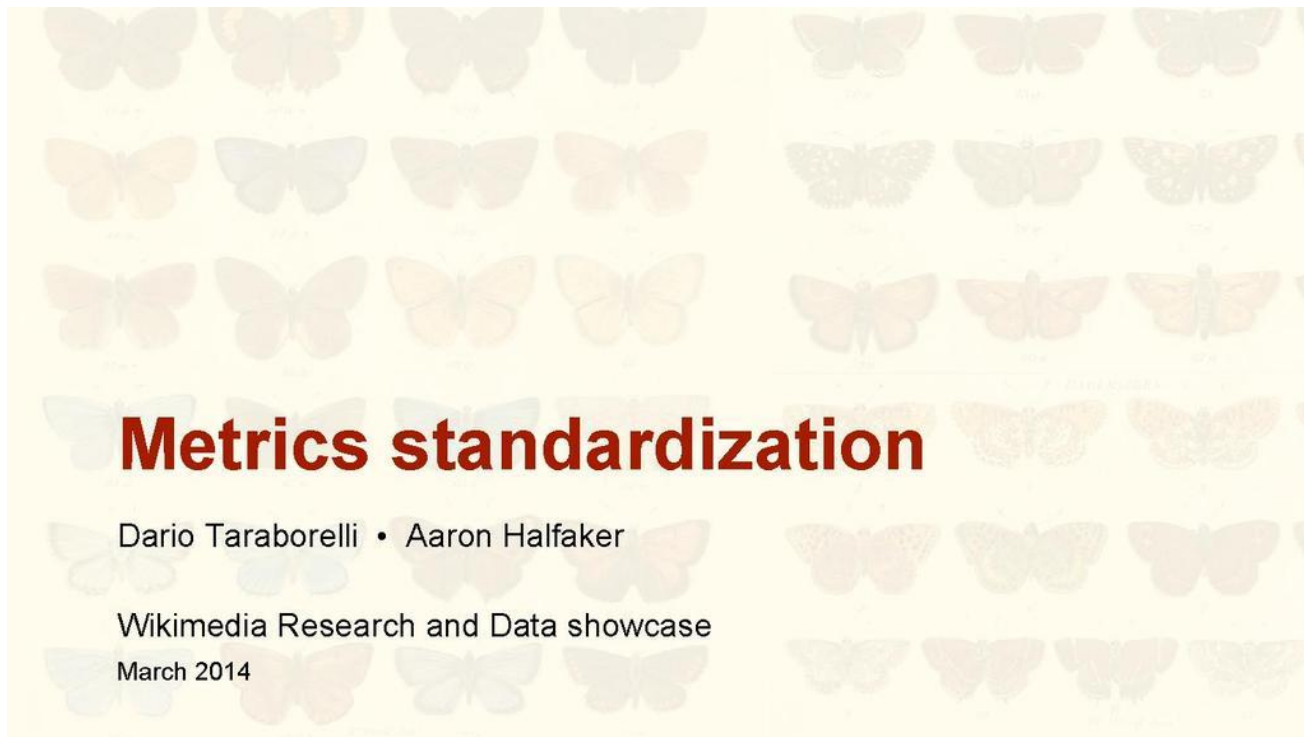 Metrics standardization
Dario Taraborelli • Aaron Halfaker
Wikimedia Research and Data showcase
March 2014